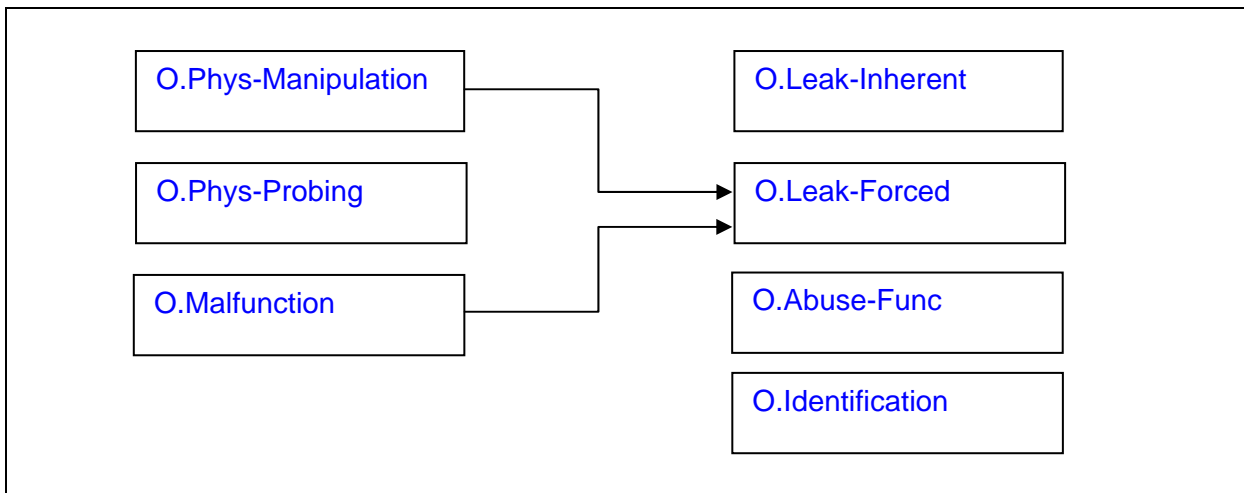 O.Phys-Manipulation
O.Leak-Inherent
O.Phys-Probing
O.Leak-Forced
O.Malfunction
O.Abuse-Func
O.Identification